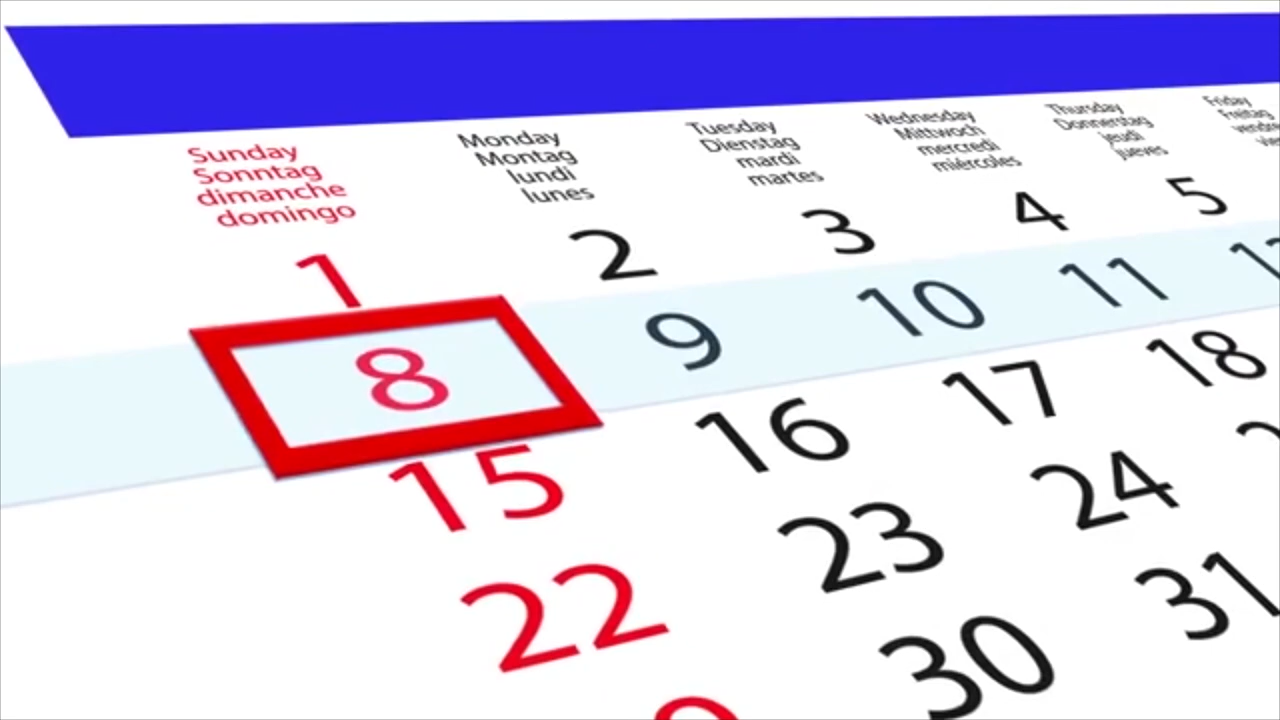 Sunday Monday Tuesday Wednesday Thursday Friday
Sonntag Montag Dienstag Mittwoch Donnerstag Freitag
dimanche lundi mardi mercredi jeudi
domingo lunes martes miércoles jueves
1 2 3 4 5
8 9 10 11
15 16 17 18
22 23 24
30 31